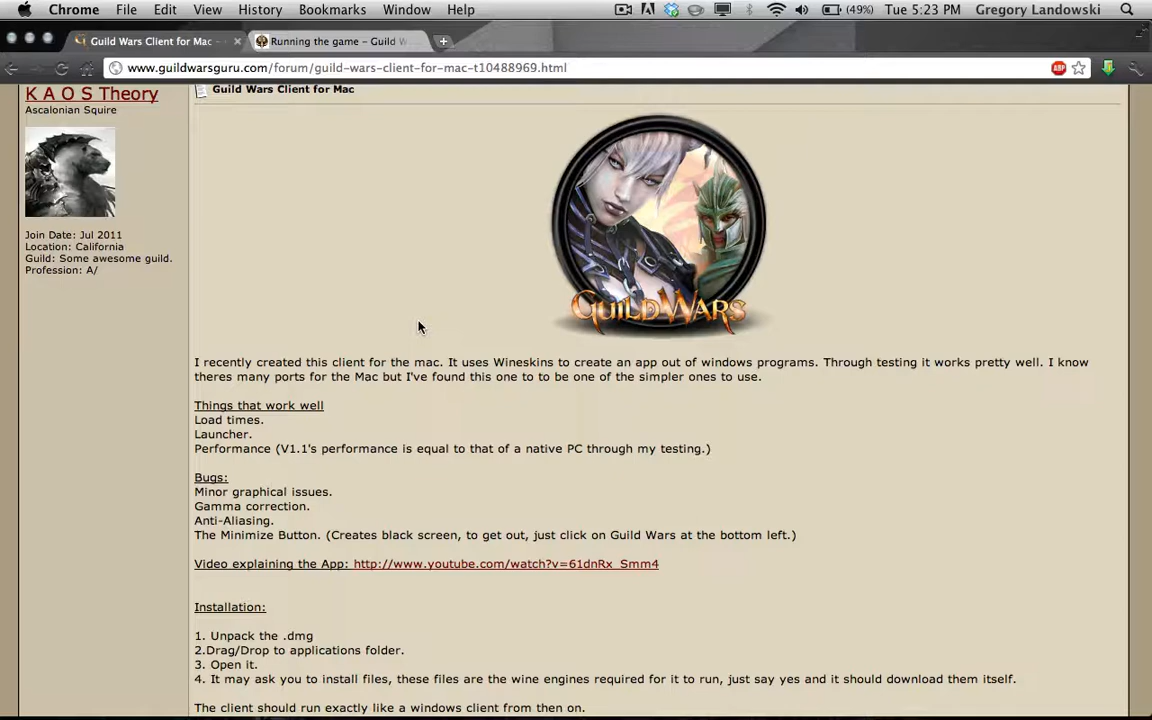 Chrome File Edit View History Bookmarks Window Help (49%) Tue 5:23 PM Gregory Landowski
Guild Wars Client for Mac - Running the game - Guild W
www.guildwarsguru.com/forum/guild-wars-client-for-mac-t10488969.html ABP
K A O S Theory
Ascalonian Squire
Join Date: Jul 2011
Location: California
Guild: Some awesome guild.
Profession: A/
Guild Wars Client for Mac
GUILD WARS
I recently created this client for the mac. It uses Wineskins to create an app out of windows programs. Through testing it works pretty well. I know
theres many ports for the Mac but I've found this one to to be one of the simpler ones to use.
Things that work well
Load times.
Launcher.
Performance (V1.1's performance is equal to that of a native PC through my testing.)
Bugs:
Minor graphical issues.
Gamma correction.
Anti-Aliasing.
The Minimize Button. (Creates black screen, to get out, just click on Guild Wars at the bottom left.)
Video explaining the App: http://www.youtube.com/watch?v=61dnRx_Smm4
Installation:
1. Unpack the .dmg
2.Drag/Drop to applications folder.
3. Open it.
4. It may ask you to install files, these files are the wine engines required for it to run, just say yes and it should download them itself.
The client should run exactly like a windows client from then on.